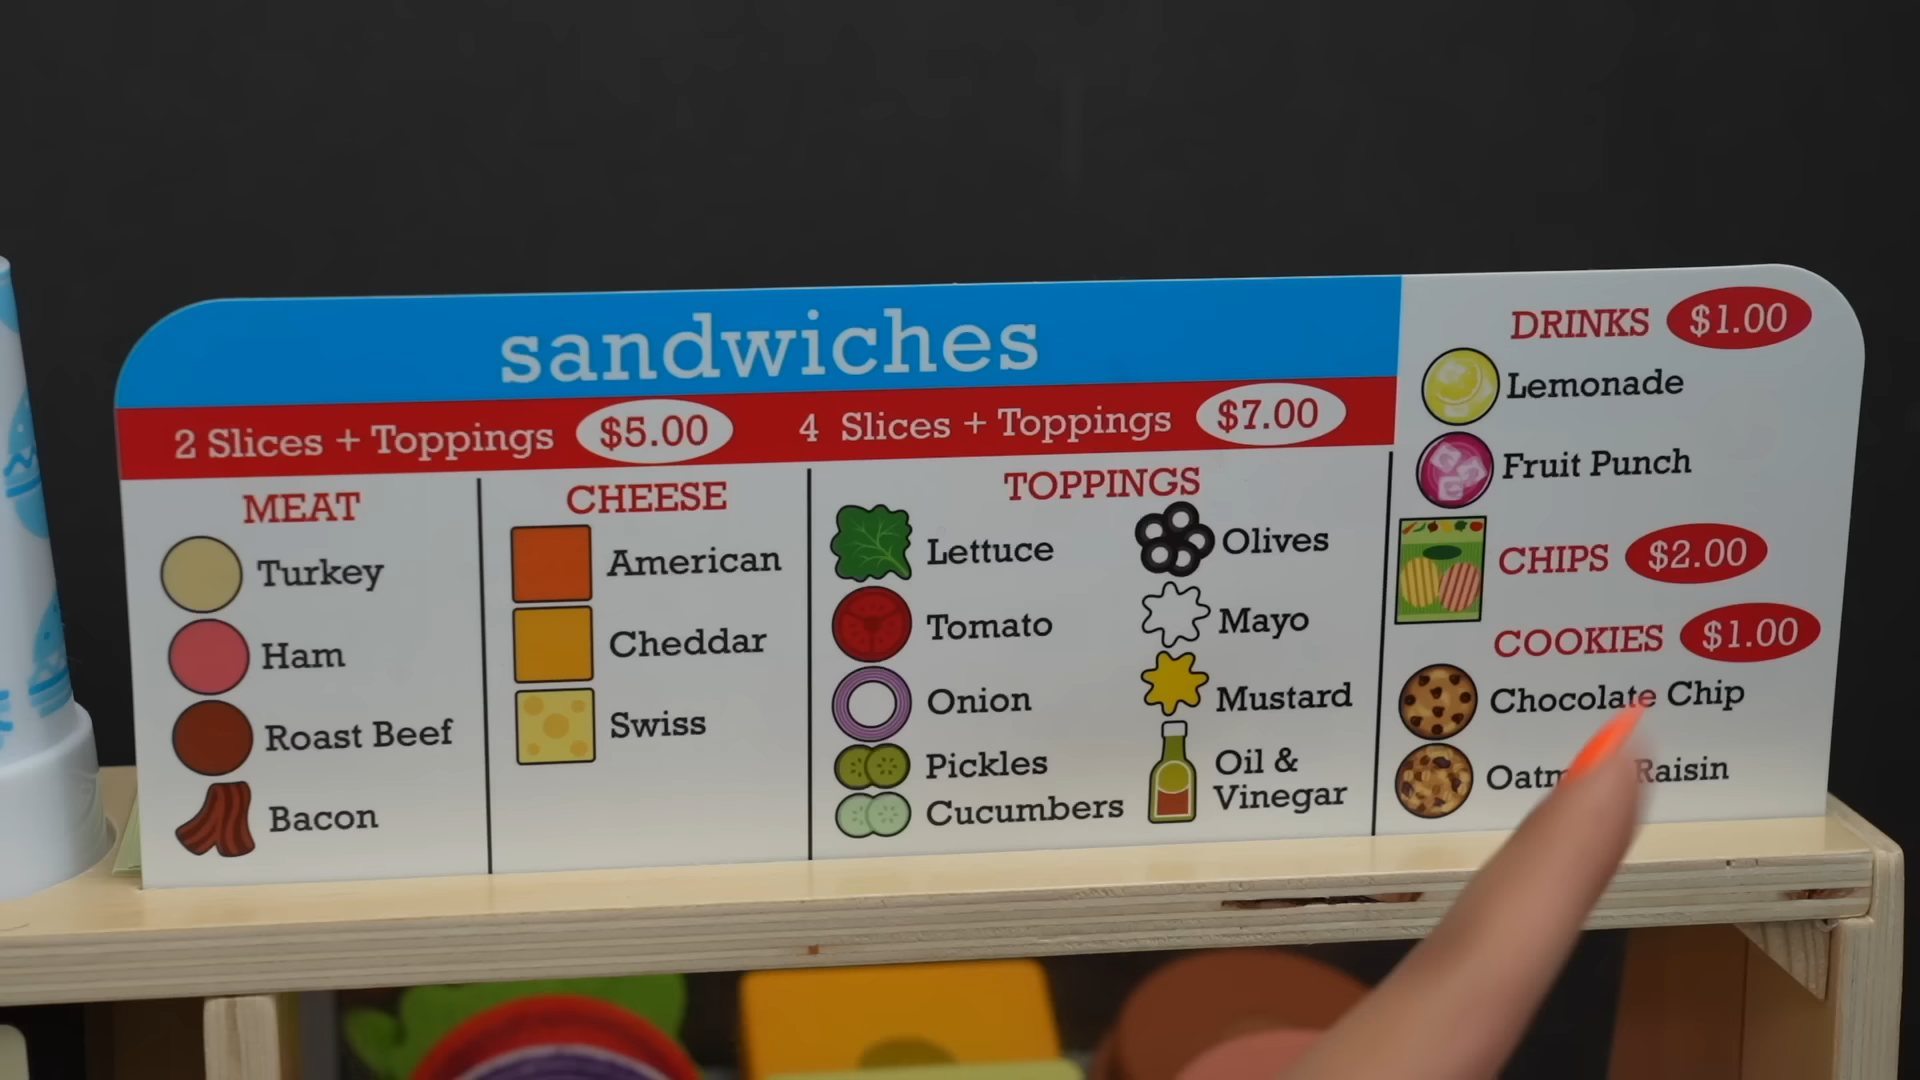 sandwiches
2 Slices + Toppings $5.00
4 Slices + Toppings $7.00
MEAT
Turkey
Ham
Roast Beef
Bacon
CHEESE
American
Cheddar
Swiss
TOPPINGS
Lettuce
Tomato
Onion
Pickles
Cucumbers
Olives
Mayo
Mustard
Oil &
Vinegar
DRINKS $1.00
Lemonade
Fruit Punch
CHIPS $2.00
COOKIES $1.00
Chocolate Chip
Raisin